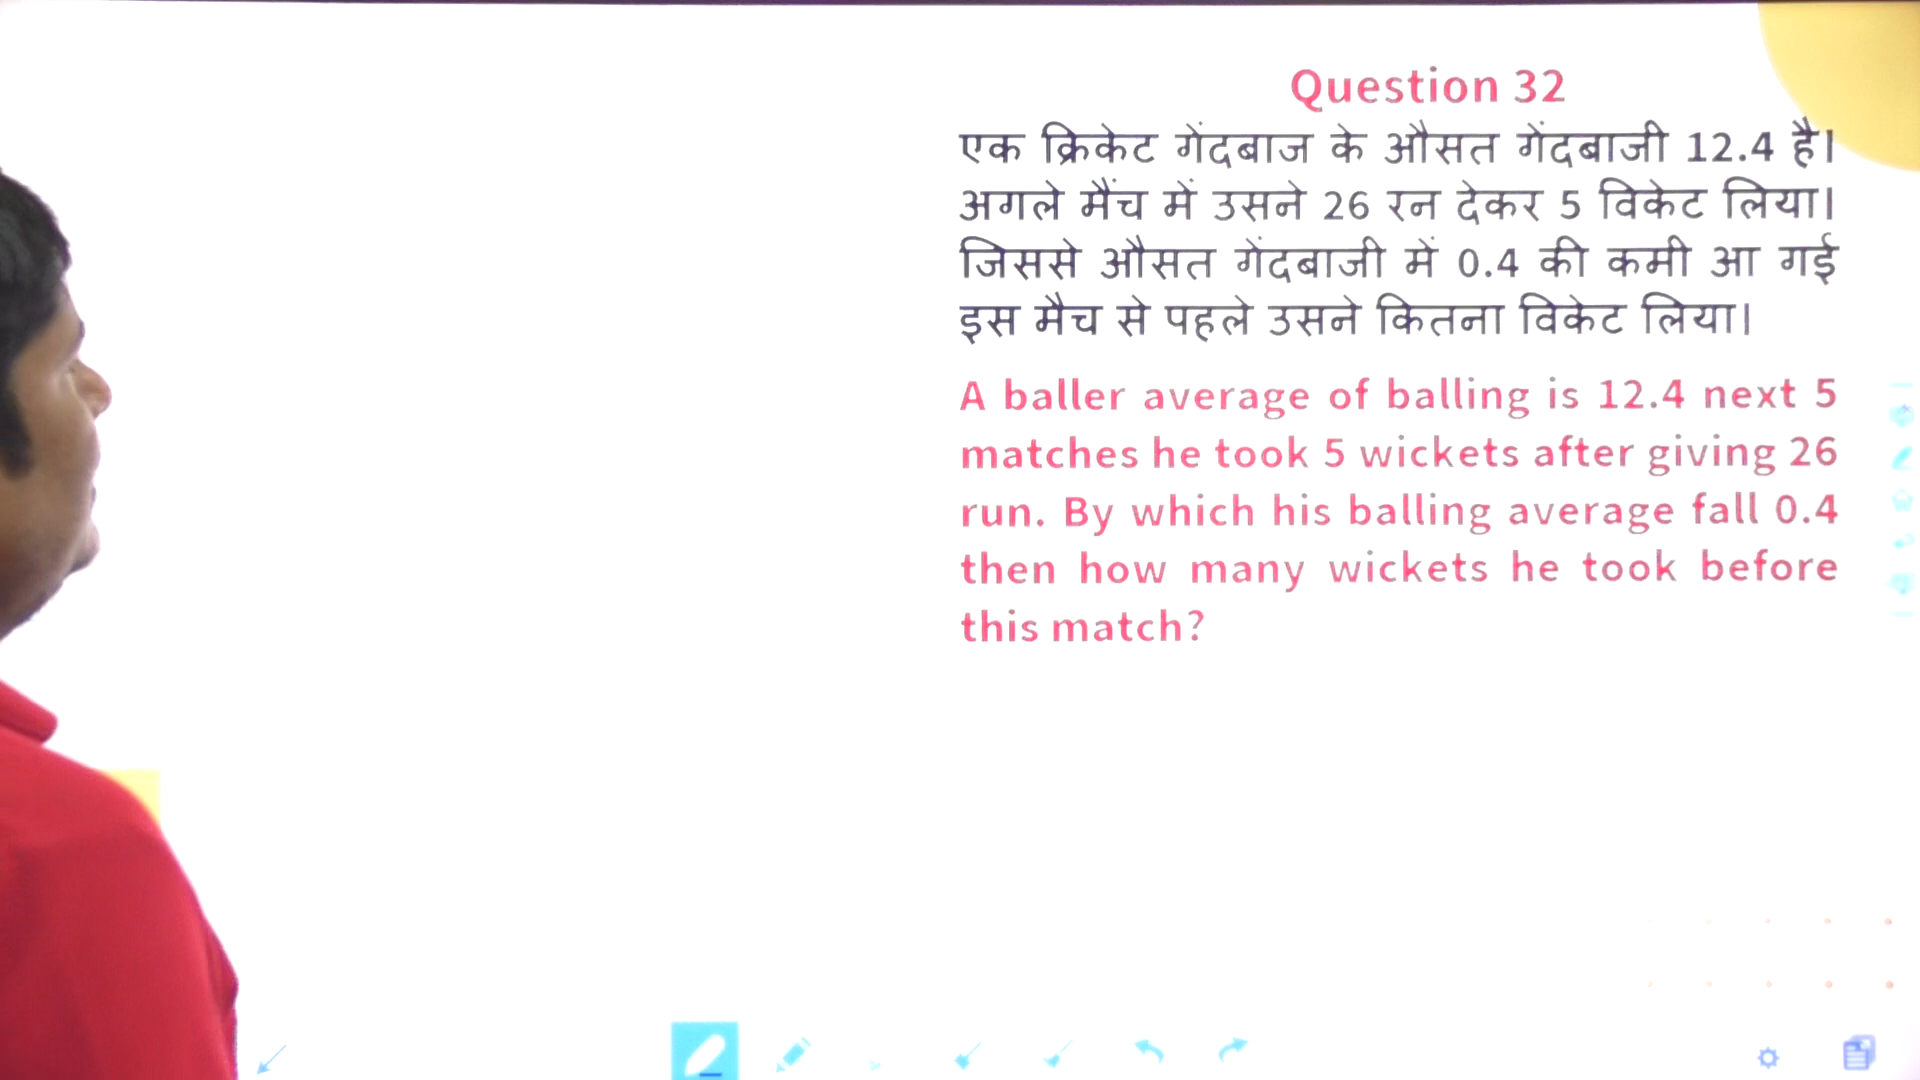 Question 32
एक क्रिकेट गेंदबाज के औसत गेंदबाजी 12.4 है।
अगले मैंच में उसने 26 रन देकर 5 विकेट लिया।
जिससे औसत गेंदबाजी में 0.4 की कमी आ गई
इस मैच से पहले उसने कितना विकेट लिया।
A baller average of balling is 12.4 next 5
matches he took 5 wickets after giving 26
run. By which his balling average fall 0.4
then how many wickets he took before
this match?